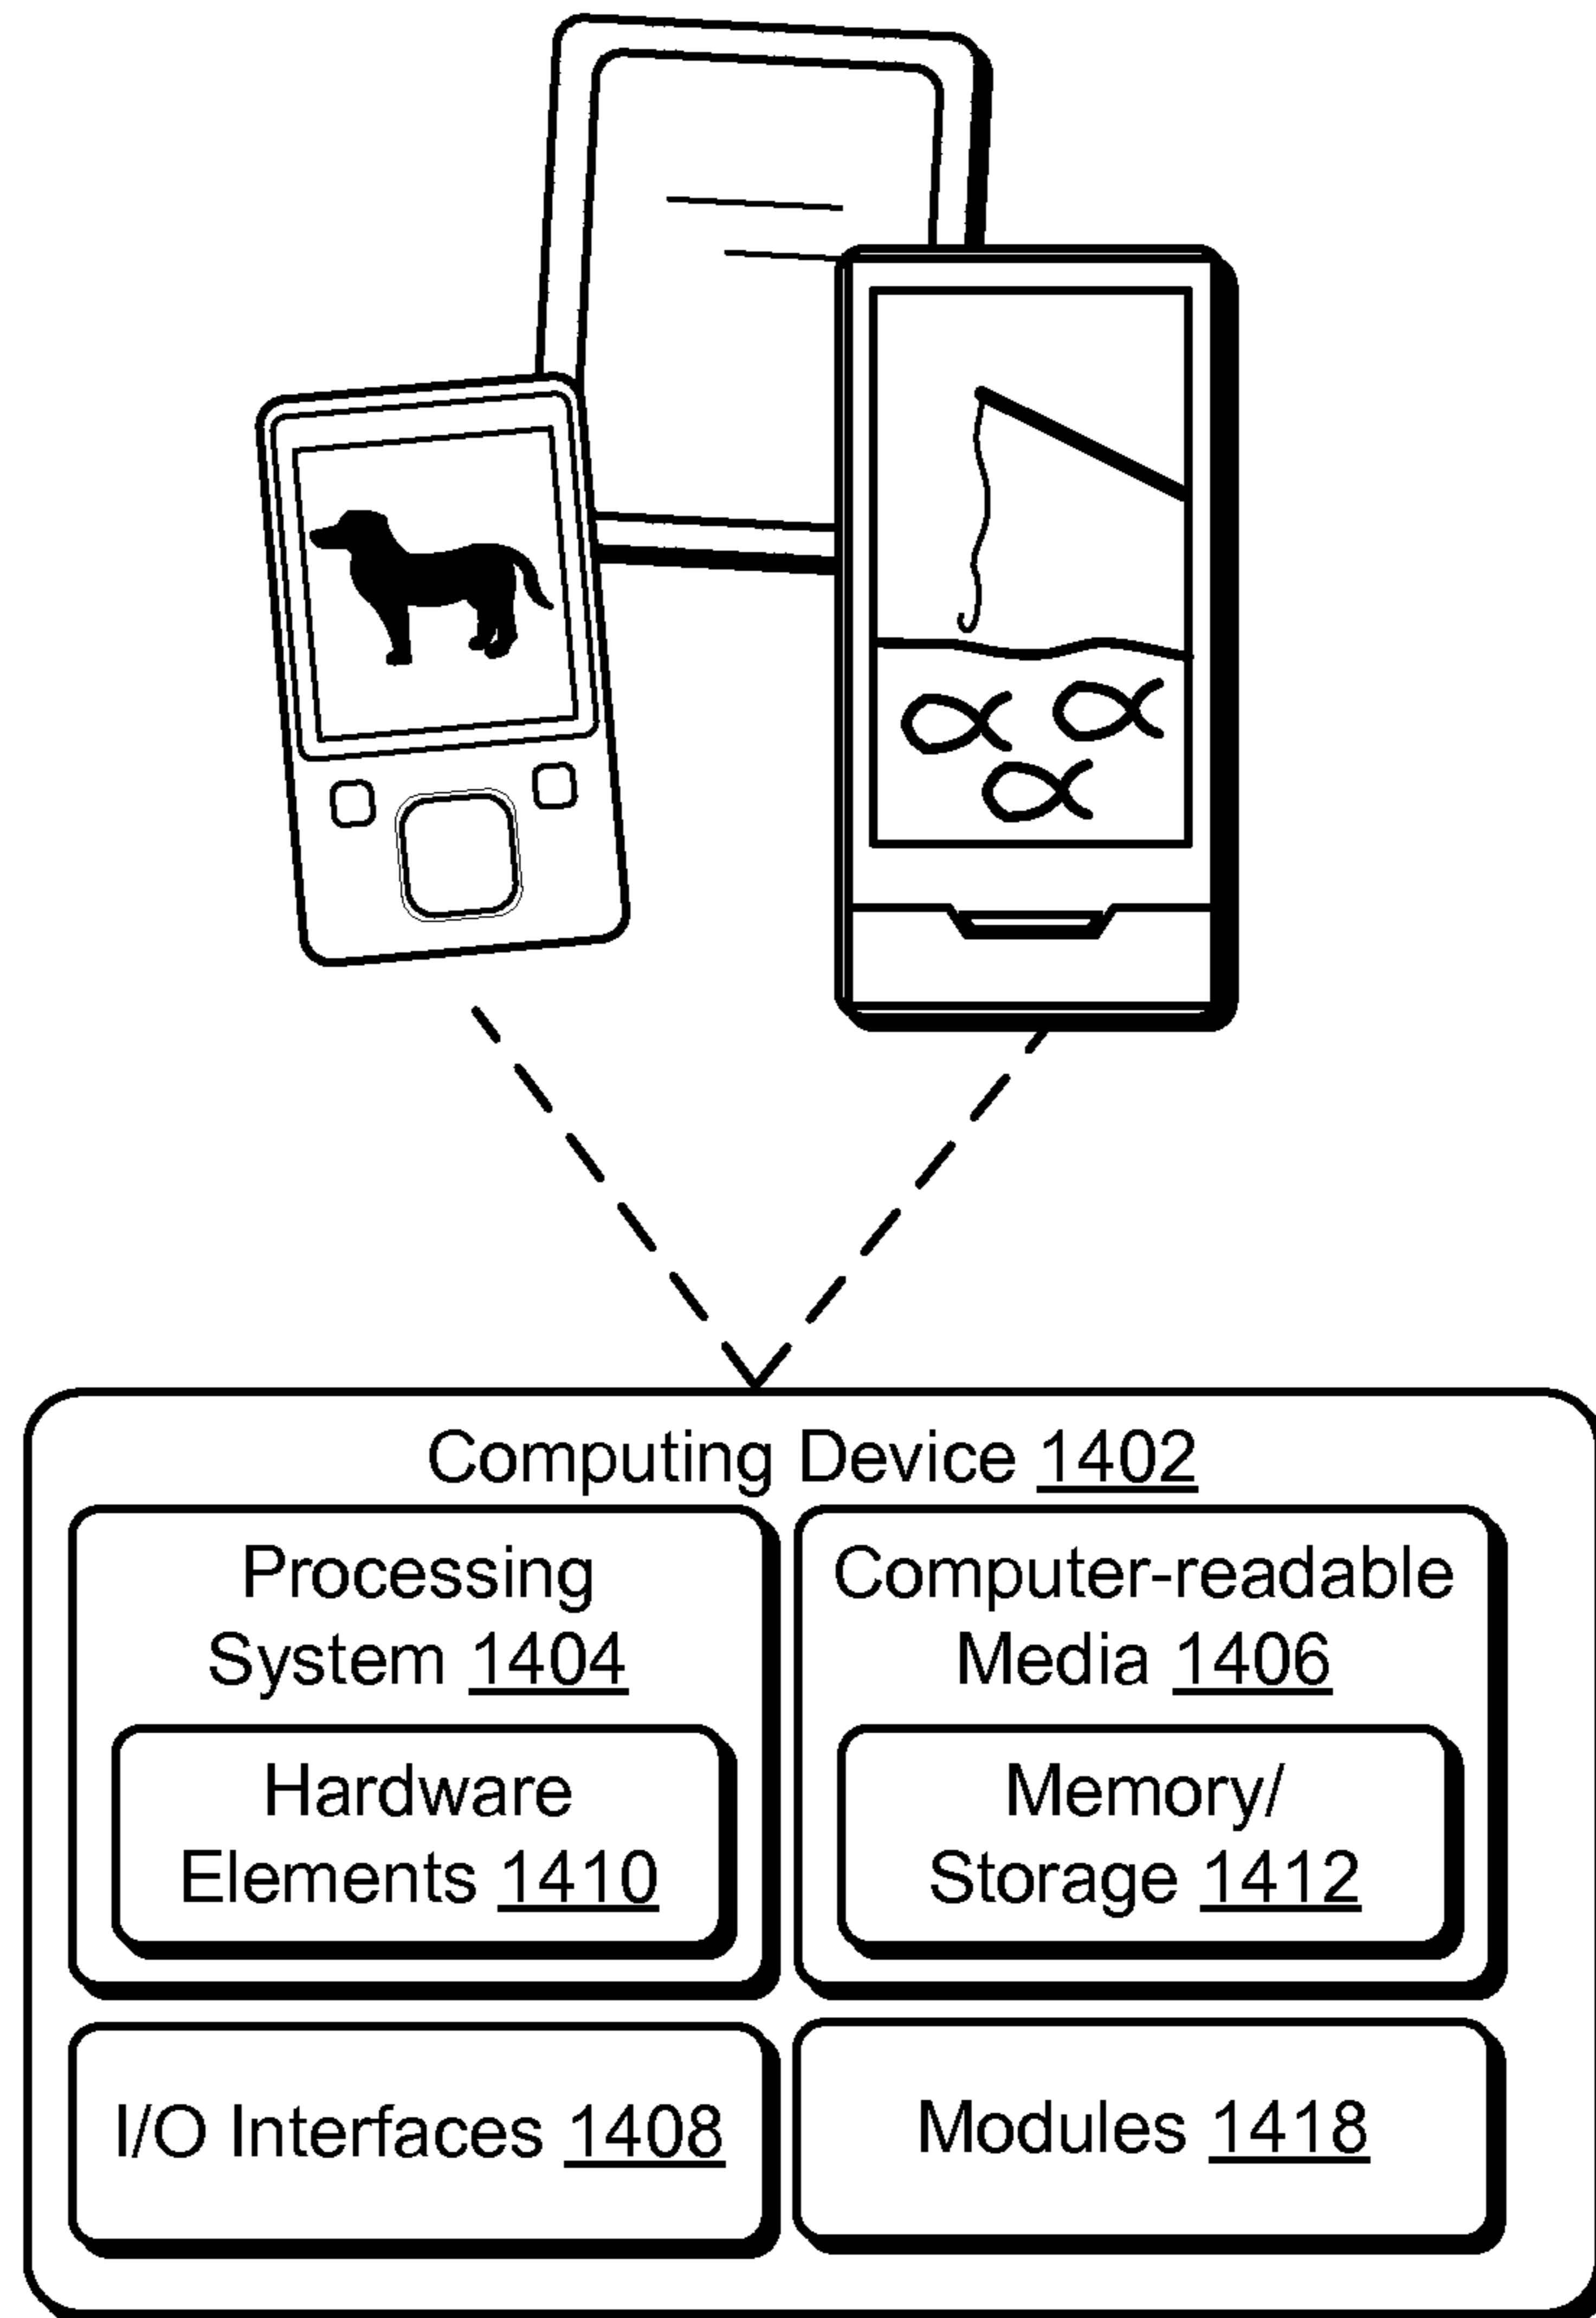 Computing Device 1402
Processing
System 1404
Hardware
Elements 1410
Computer-readable
Media 1406
Memory/
Storage 1412
I/O Interfaces 1408
Modules 1418